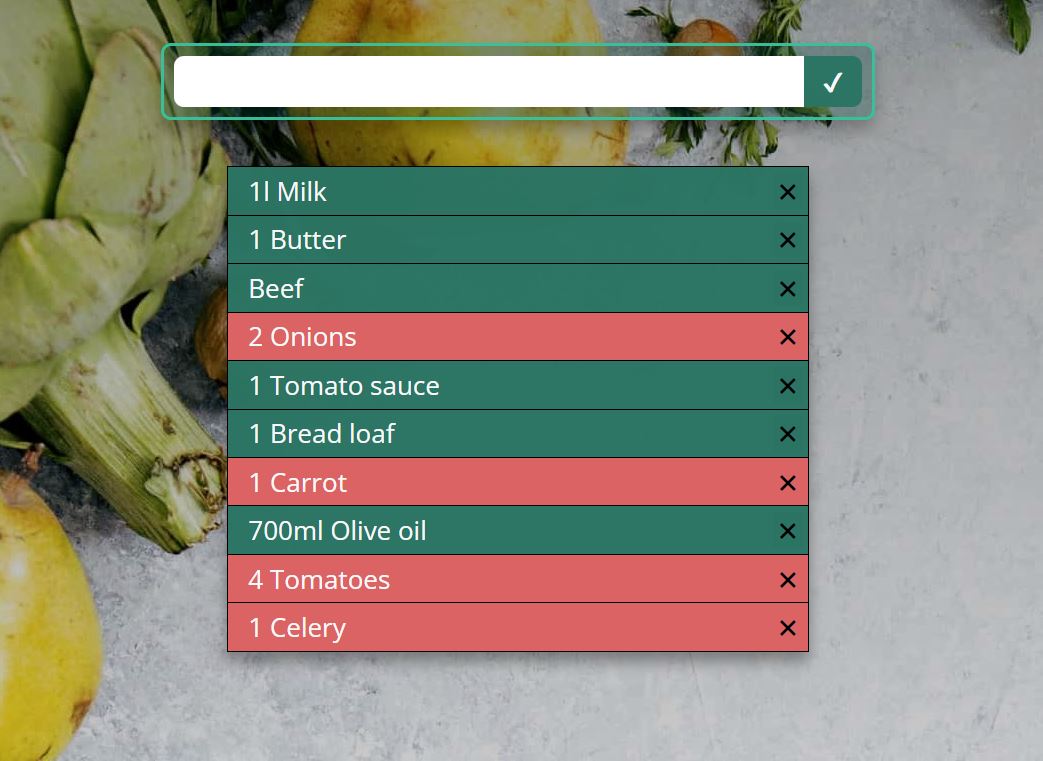 1l Milk
1 Butter
Beef
2 Onions
1 Tomato sauce
1 Bread loaf
1 Carrot
700ml Olive oil
4 Tomatoes
1 Celery